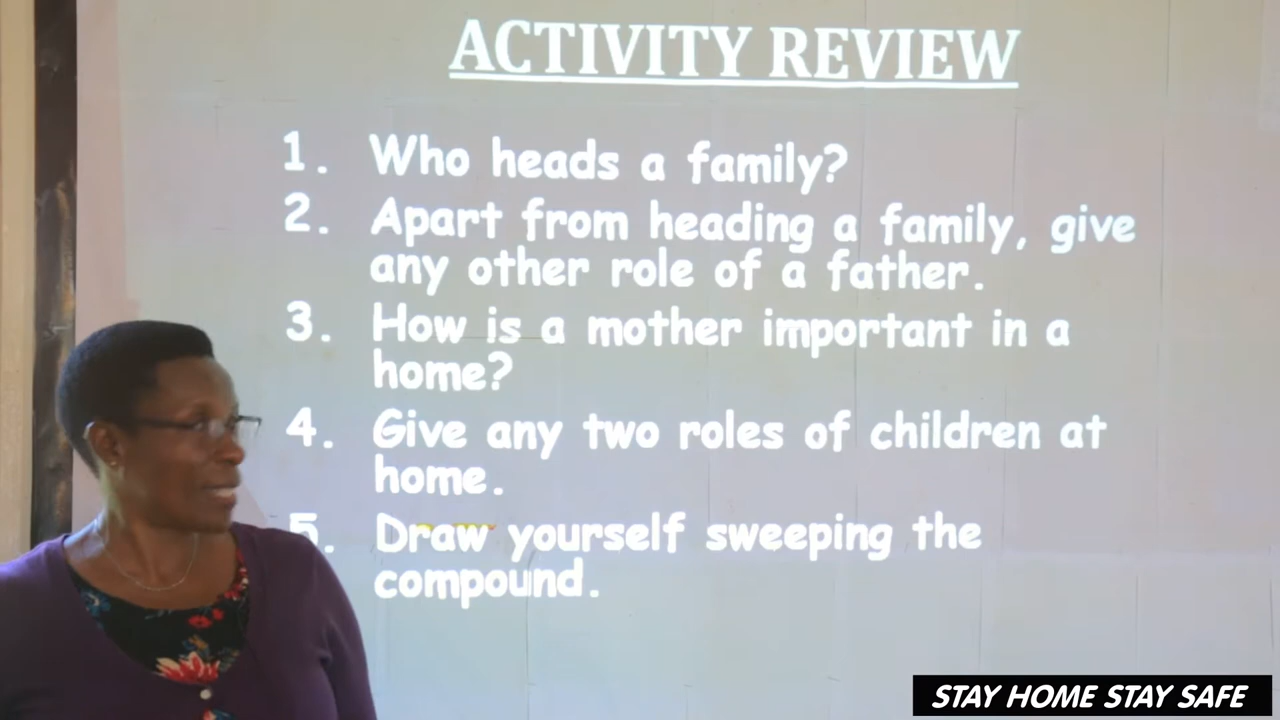 ACTIVITY REVIEW
1. Who heads a family?
2. Apart from heading a family, give
any other role of a father.
3. How is a mother important in a
home?
4. Give any two roles of children at
home.
5. Draw yourself sweeping the
compound.
STAY HOME STAY SAFE